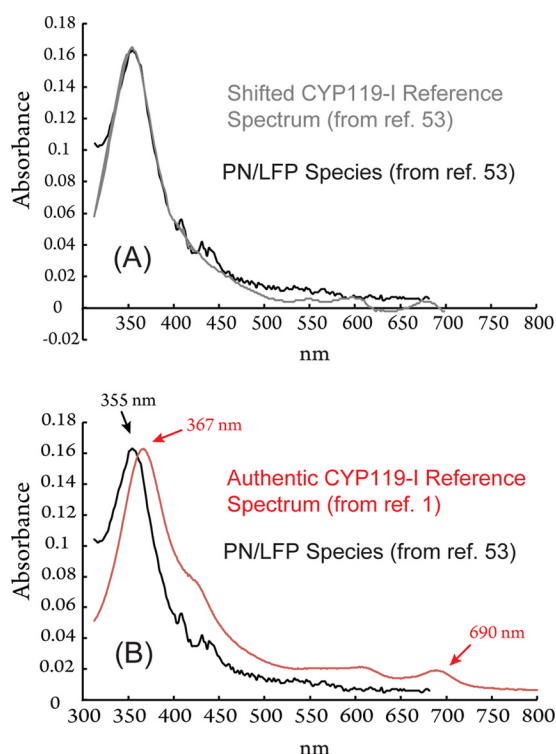 0.18
0.16
0.14
0.12
0.1
0.08
0.06
0.04
0.02
0
-0.02
Absorbance
Shifted CYP119-I Reference
Spectrum (from ref. 53)
PN/LFP Species (from ref. 53)
(A)
350 400 450 500 550 600 650 700 750 800
nm
355 nm
367 nm
0.18
0.16
0.14
0.12
0.1
0.08
0.06
0.04
0.02
0
Absorbance
Authentic CYP119-I Reference
Spectrum (from ref. 1)
PN/LFP Species (from ref. 53)
690 nm
(B)
300 350 400 450 500 550 600 650 700 750 800
nm